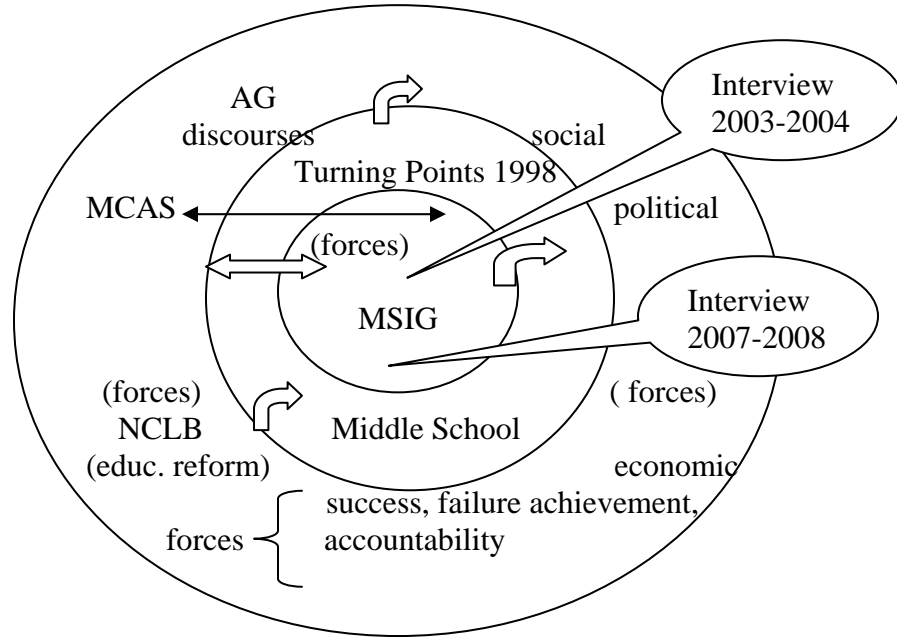 AG
discourses
Interview
2003-2004
social
Turning Points 1998
MCAS
political
(forces)
MSIG
Interview
2007-2008
(forces)
NCLB
(educ. reform)
Middle School
( forces)
economic
success, failure achievement,
forces
accountability